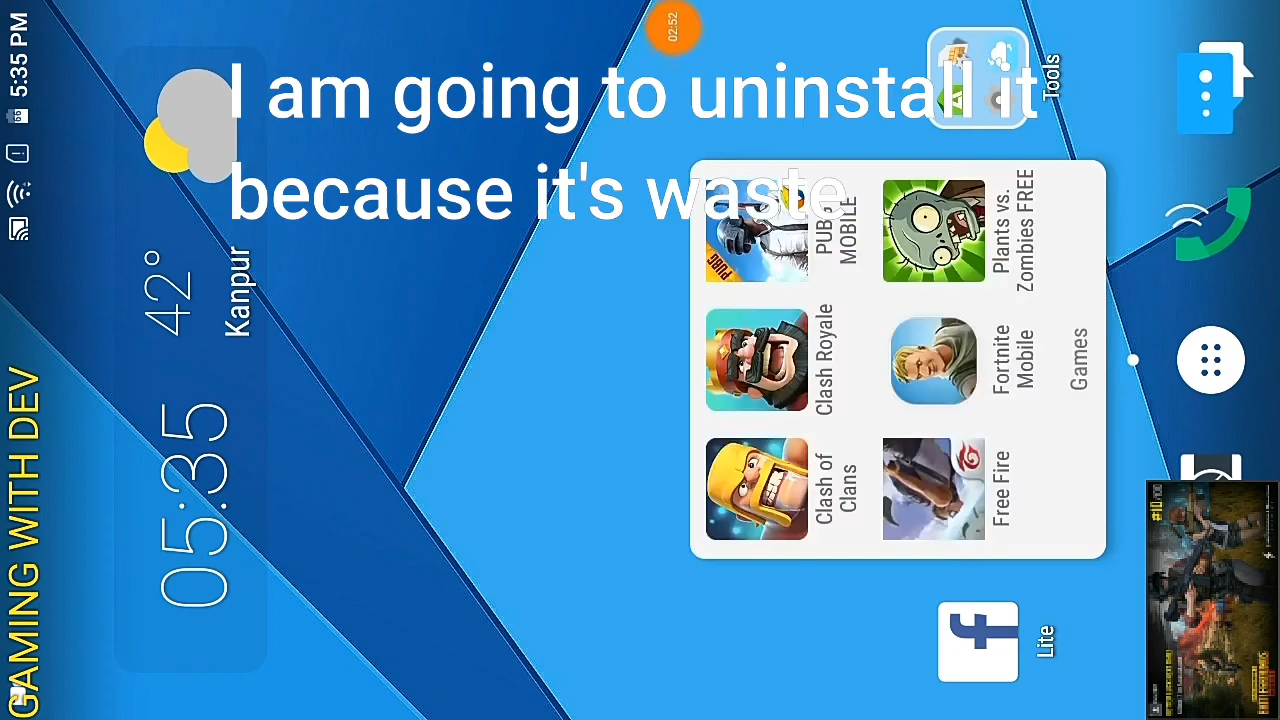 I am going to uninstall it
because it's waste
02:52
5:35 PM
GAMING WITH DEV
05:35
42°
Kanpur
Tools
PUBG
MOBILE
Clash Royale
Clash of
Clans
Plants vs.
Zombies FREE
Fortnite
Mobile
Free Fire
Games
Lite
#10